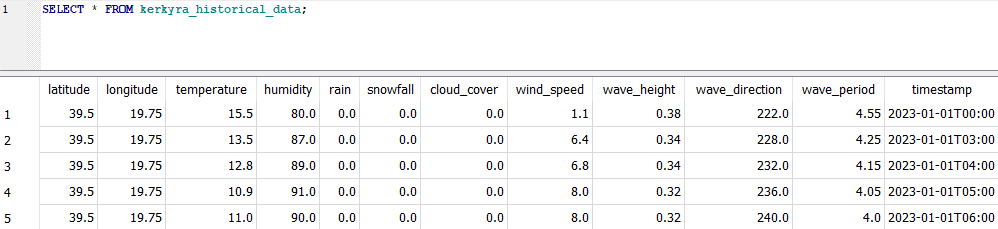 1 SELECT * FROM kerkyra_historical_data;
latitude longitude temperature humidity rain snowfall cloud_cover wind_speed wave_height wave_direction wave_period timestamp
1 39.5 19.75 15.5 80.0 0.0 0.0 0.0 1.1 0.38 222.0 4.55 2023-01-01T00:00
2 39.5 19.75 13.5 87.0 0.0 0.0 0.0 6.4 0.34 228.0 4.25 2023-01-01T03:00
3 39.5 19.75 12.8 89.0 0.0 0.0 0.0 6.8 0.34 232.0 4.15 2023-01-01T04:00
4 39.5 19.75 10.9 91.0 0.0 0.0 0.0 8.0 0.32 236.0 4.05 2023-01-01T05:00
5 39.5 19.75 11.0 90.0 0.0 0.0 0.0 8.0 0.32 240.0 4.0 2023-01-01T06:00